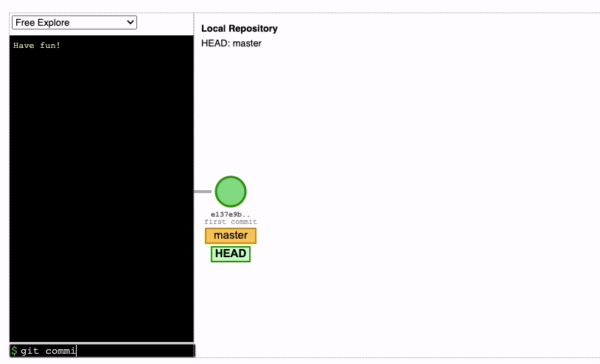 Free Explore
Have fun!
Local Repository
HEAD: master
e137e9b..
first commit
master
HEAD
$ git commi